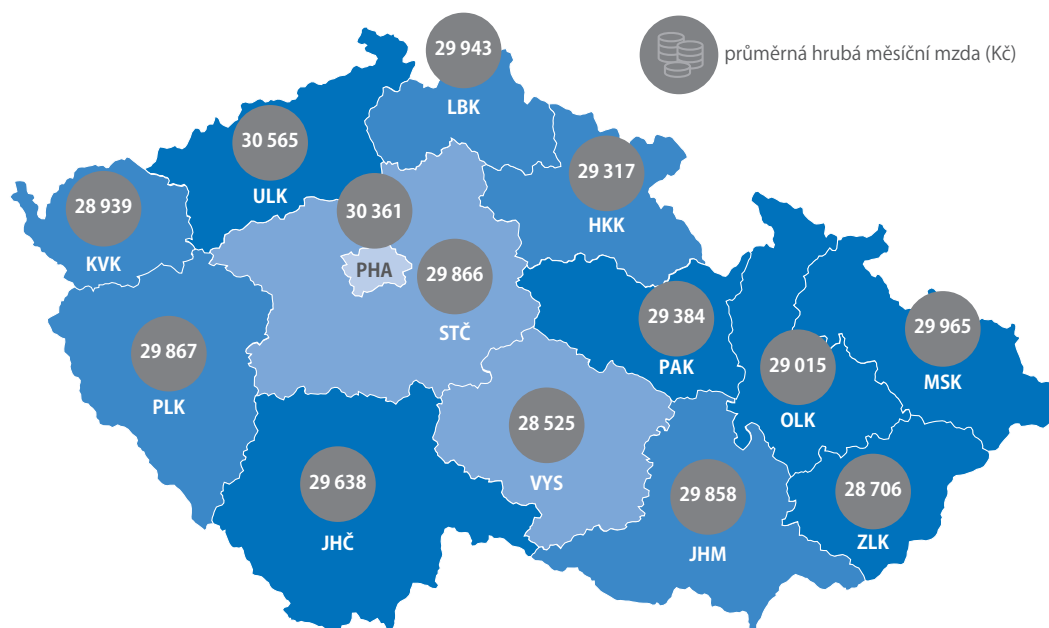 29 943
průměrná hrubá měsíční mzda (Kč)
LBK
30 565
29 317
ULK
28 939
30 361
HKK
KVK
PHA
29 866
STČ
29 384
29 965
29 867
PAK
29 015
MSK
PLK
OLK
28 525
VYS
29 638
29 858
28 706
JHČ
JHM
ZLK